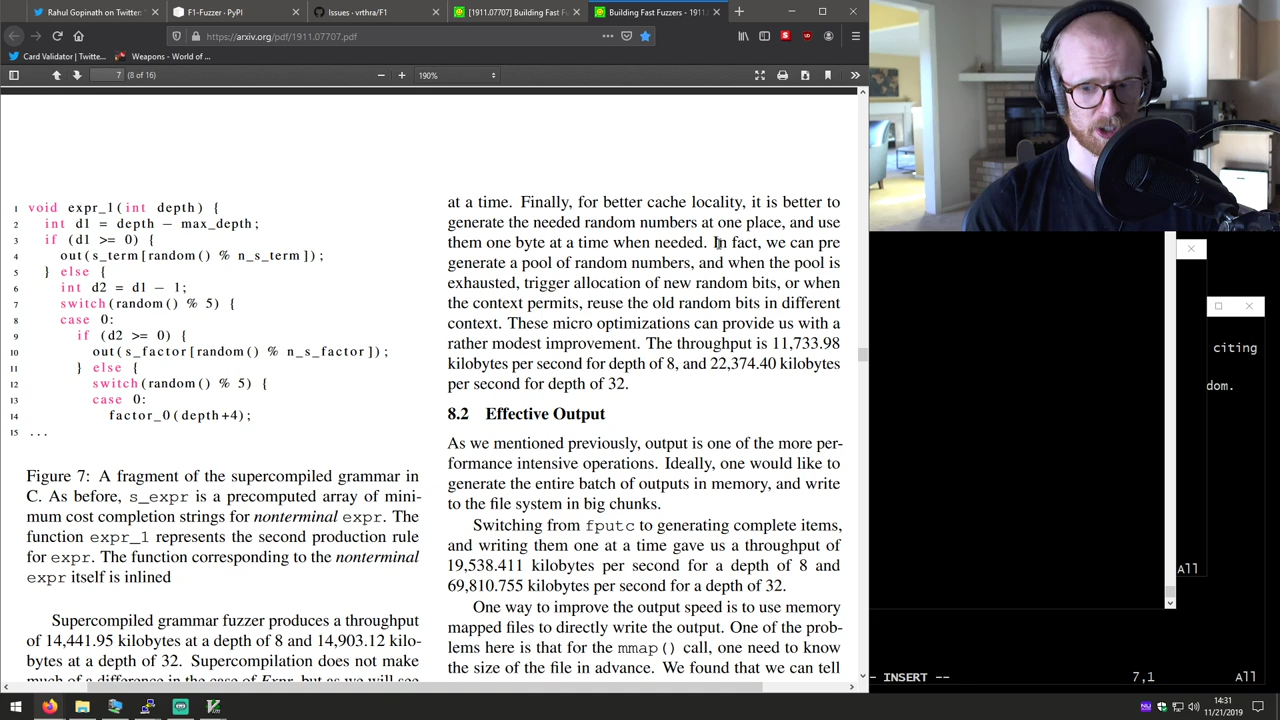 Rahul Gopinath on Twitter
F1-Fuzzer · PyPI
Issues · vrthra/F1
[1911.07707] Building Fast Fu
Building Fast Fuzzers -
https://arxiv.org/pdf/1911.07707.pdf
Card Validator | Twitte...
Weapons - World of ...
7
(8 of 16)
190%
1 void expr_1(int depth) {
2 int d1 = depth - max_depth;
3 if (d1 >= 0) {
4 out(s_term[random() % n_s_term]);
5 } else {
6 int d2 = d1 - 1;
7 switch(random() % 5) {
8 case 0:
9 if (d2 >= 0) {
10 out(s_factor[random() % n_s_factor]);
11 } else {
12 switch(random() % 5) {
13 case 0:
14 factor_0(depth+4);
15 ...
Figure 7: A fragment of the supercompiled grammar in
C. As before, s_expr is a precomputed array of mini-
mum cost completion strings for nonterminal expr. The
function expr_1 represents the second production rule
for expr. The function corresponding to the nonterminal
expr itself is inlined
Supercompiled grammar fuzzer produces a throughput
of 14,441.95 kilobytes at a depth of 8 and 14,903.12 kilo-
bytes at a depth of 32. Supercompilation does not make
much of a difference in the case of Expr, but as we will see
at a time. Finally, for better cache locality, it is better to
generate the needed random numbers at one place, and use
them one byte at a time when needed. In fact, we can pre
generate a pool of random numbers, and when the pool is
exhausted, trigger allocation of new random bits, or when
the context permits, reuse the old random bits in different
context. These micro optimizations can provide us with a
rather modest improvement. The throughput is 11,733.98
kilobytes per second for depth of 8, and 22,374.40 kilobytes
per second for depth of 32.
8.2 Effective Output
As we mentioned previously, output is one of the more per-
formance intensive operations. Ideally, one would like to
generate the entire batch of outputs in memory, and write
to the file system in big chunks.
Switching from fputc to generating complete items,
and writing them one at a time gave us a throughput of
19,538.411 kilobytes per second for a depth of 8 and
69,810.755 kilobytes per second for a depth of 32.
One way to improve the output speed is to use memory
mapped files to directly write the output. One of the prob-
lems here is that for the mmap() call, one need to know
the size of the file in advance. We found that we can tell
citing
dom.
All
- INSERT --
7,1
All
14:31
11/21/2019